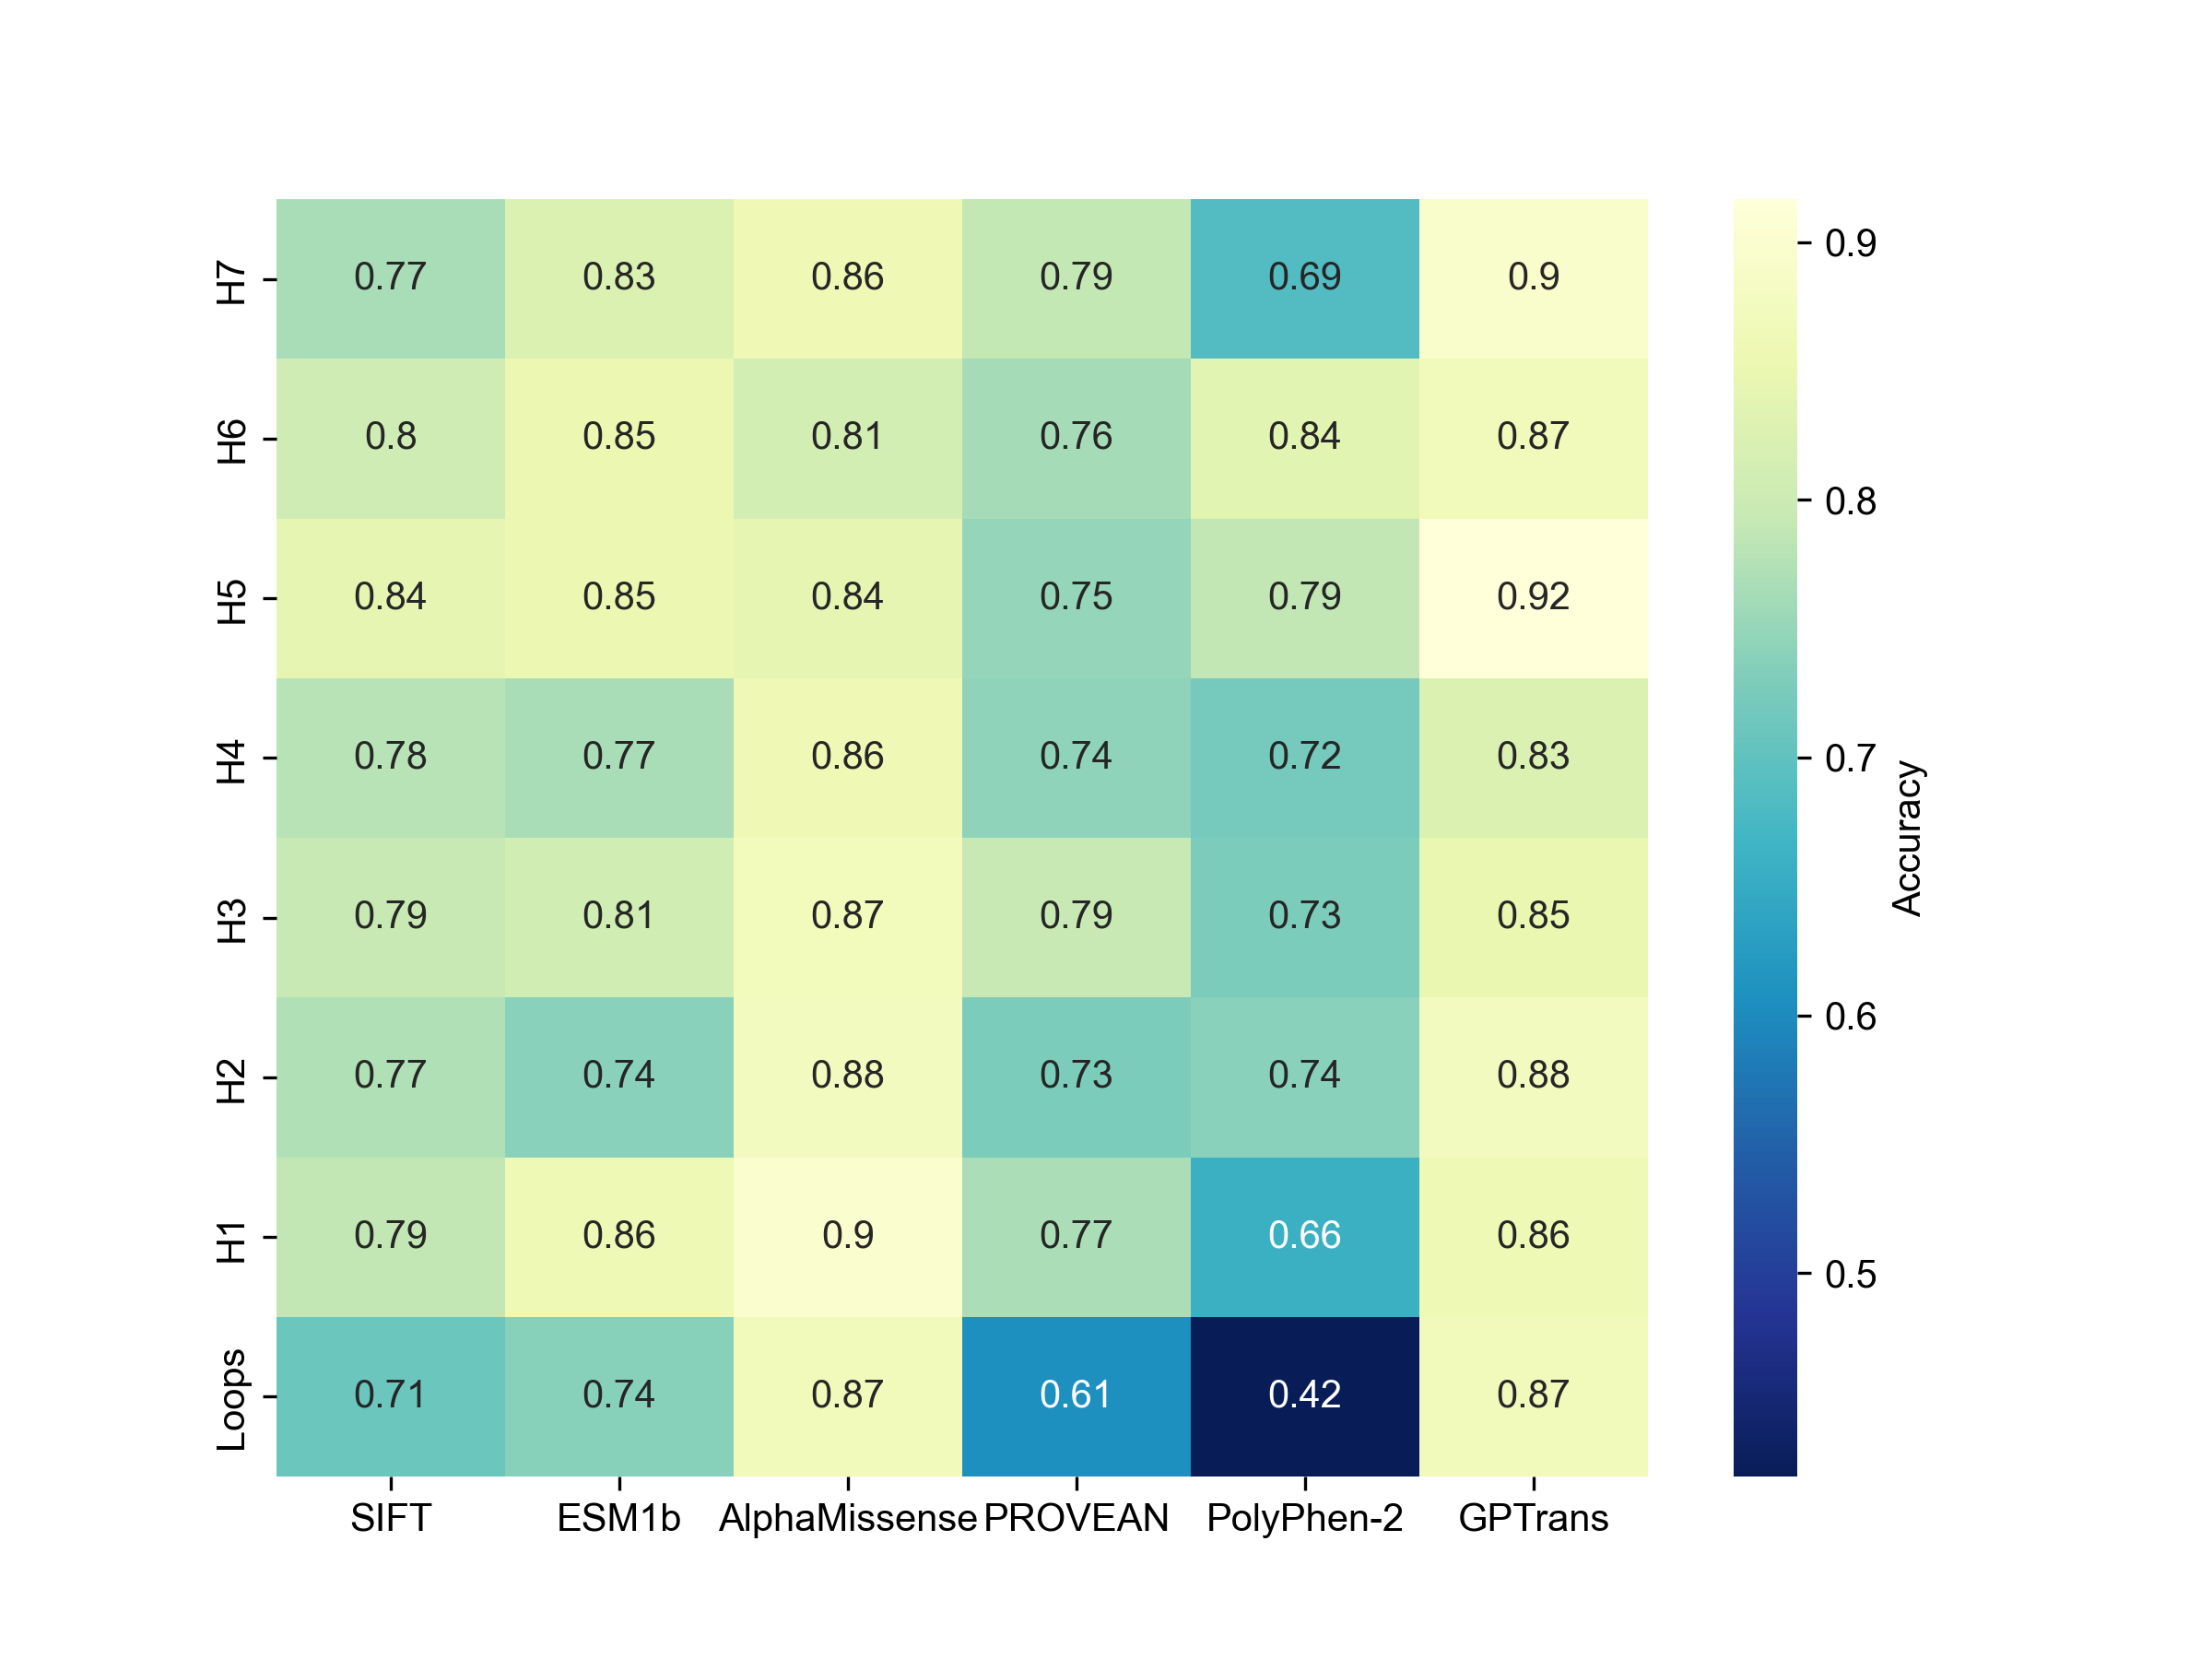 H7 0.77 0.83 0.86 0.79 0.69 0.9
H6 0.8 0.85 0.81 0.76 0.84 0.87
H5 0.84 0.85 0.84 0.75 0.79 0.92
H4 0.78 0.77 0.86 0.74 0.72 0.83
H3 0.79 0.81 0.87 0.79 0.73 0.85
H2 0.77 0.74 0.88 0.73 0.74 0.88
H1 0.79 0.86 0.9 0.77 0.66 0.86
Loops 0.71 0.74 0.87 0.61 0.42 0.87
SIFT ESM1b AlphaMissense PROVEAN PolyPhen-2 GPTrans
0.9
0.8
0.7
0.6
0.5
Accuracy